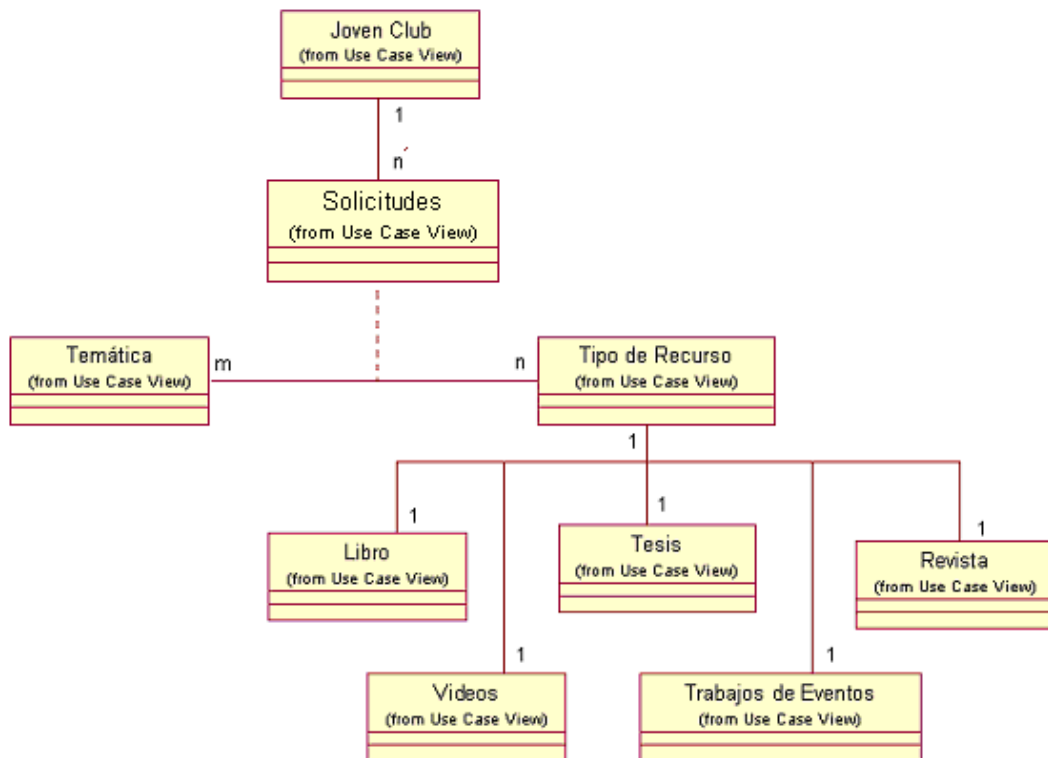 Joven Club
(from Use Case View)
1
n´
Solicitudes
(from Use Case View)
Temática
(from Use Case View)
m
n
Tipo de Recurso
(from Use Case View)
1
1
Libro
(from Use Case View)
1
Tesis
(from Use Case View)
1
Revista
(from Use Case View)
1
Videos
(from Use Case View)
1
Trabajos de Eventos
(from Use Case View)